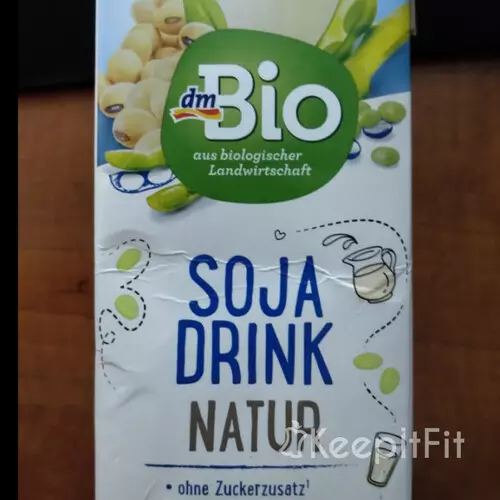 dm
Bio
aus biologischer
Landwirtschaft
SOJA
DRINK
NATUR
KeepitFit
• ohne Zuckerzusatz¹